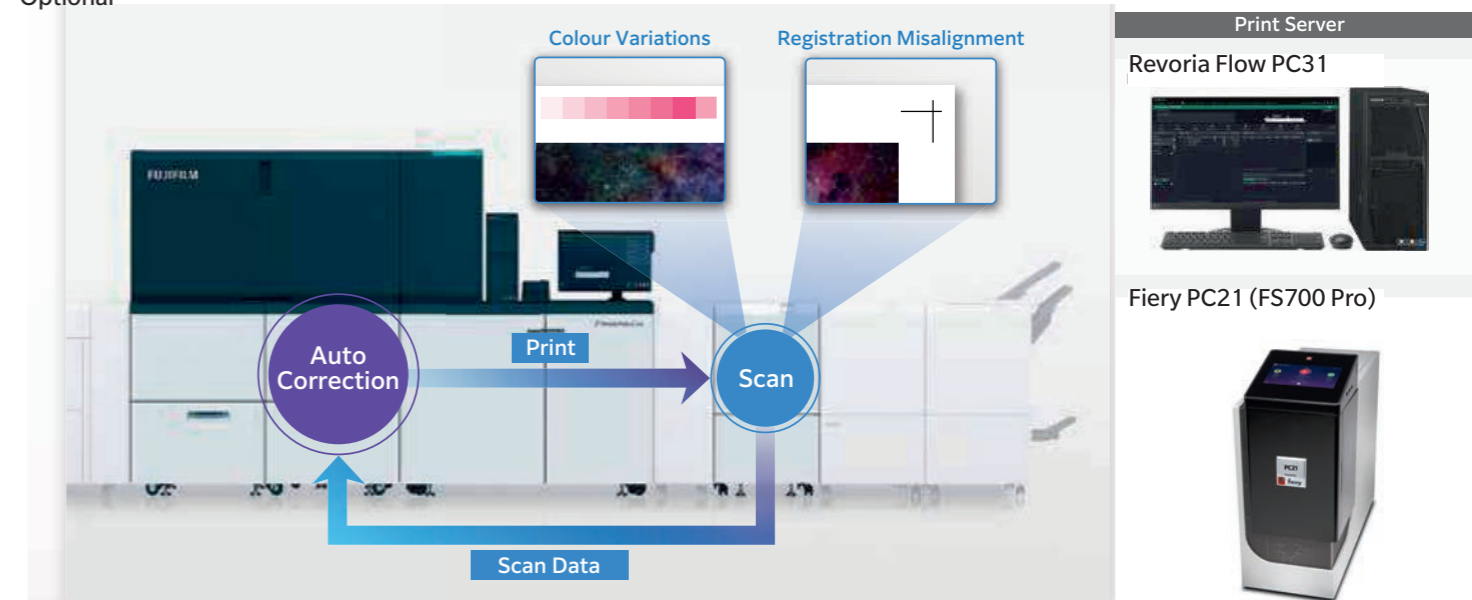 Optional
Colour Variations
Registration Misalignment
FUJIFILM
Auto
Correction
Print
Scan
Scan Data
Print Server
Revoria Flow PC31
Fiery PC21 (FS700 Pro)
PC21
fiery